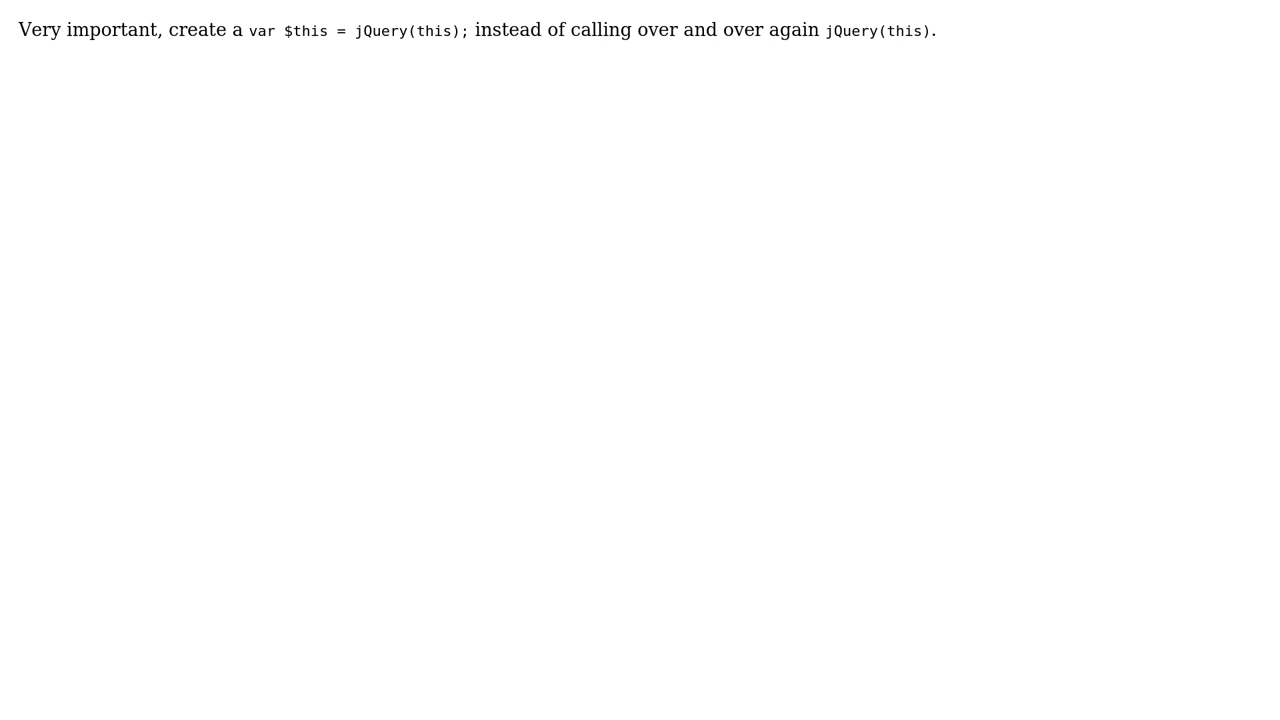 Very important, create a var $this = jQuery(this); instead of calling over and over again jQuery(this).